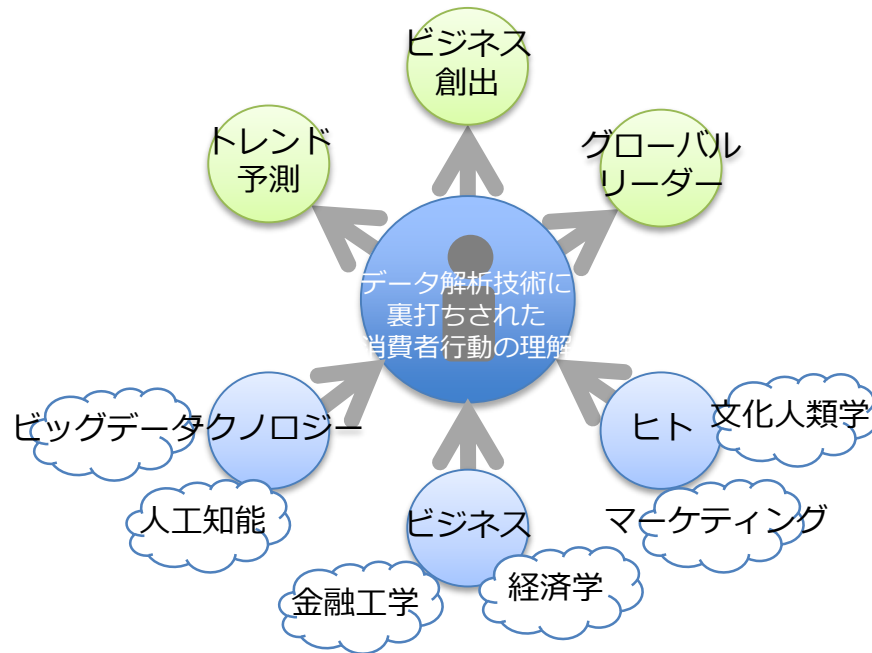 ビジネス
創出
トレンド
予測
グローバル
リーダー
データ解析技術に
裏打ちされた
消費者行動の理解
ビッグデータ
テクノロジー
人工知能
ヒト
文化人類学
マーケティング
ビジネス
金融工学
経済学